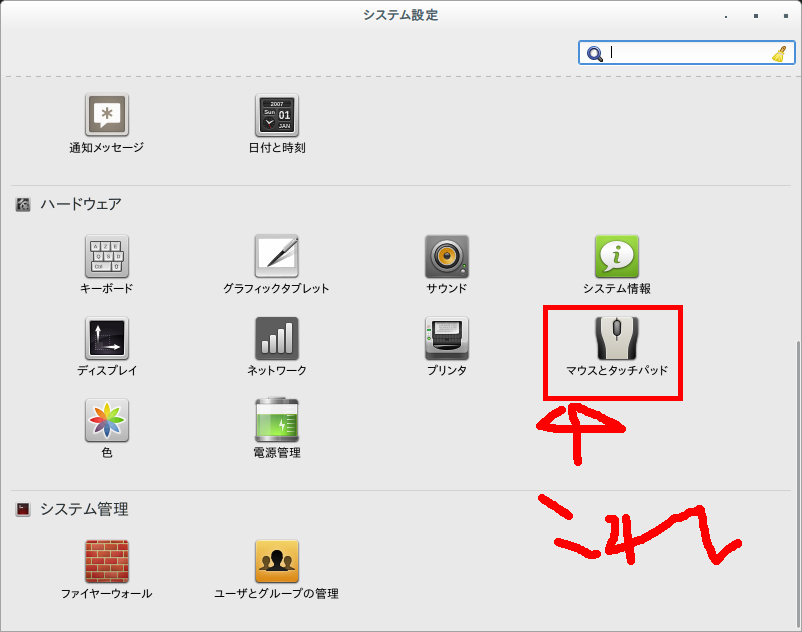 システム設定
通知メッセージ
日付と時刻
2007
Sun 01
JAN
ハードウェア
キーボード
グラフィックタブレット
サウンド
システム情報
ディスプレイ
ネットワーク
プリンタ
マウスとタッチパッド
色
電源管理
これ
システム管理
ファイヤーウォール
ユーザとグループの管理